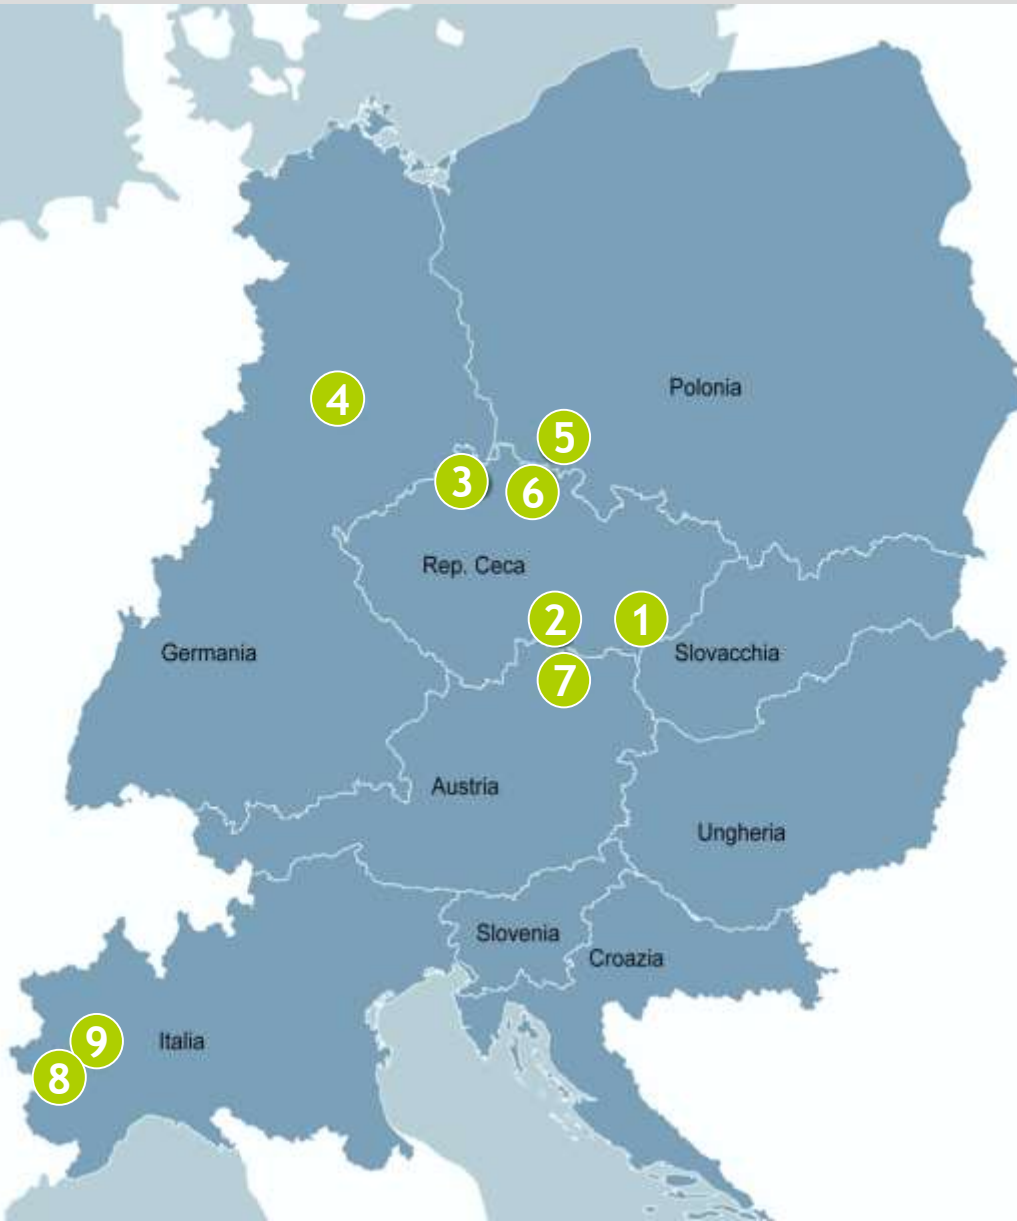 4
Polonia
5
3
6
Rep. Ceca
2
1
Germania
Slovacchia
7
Austria
Ungheria
Slovenia
Croazia
9
Italia
8